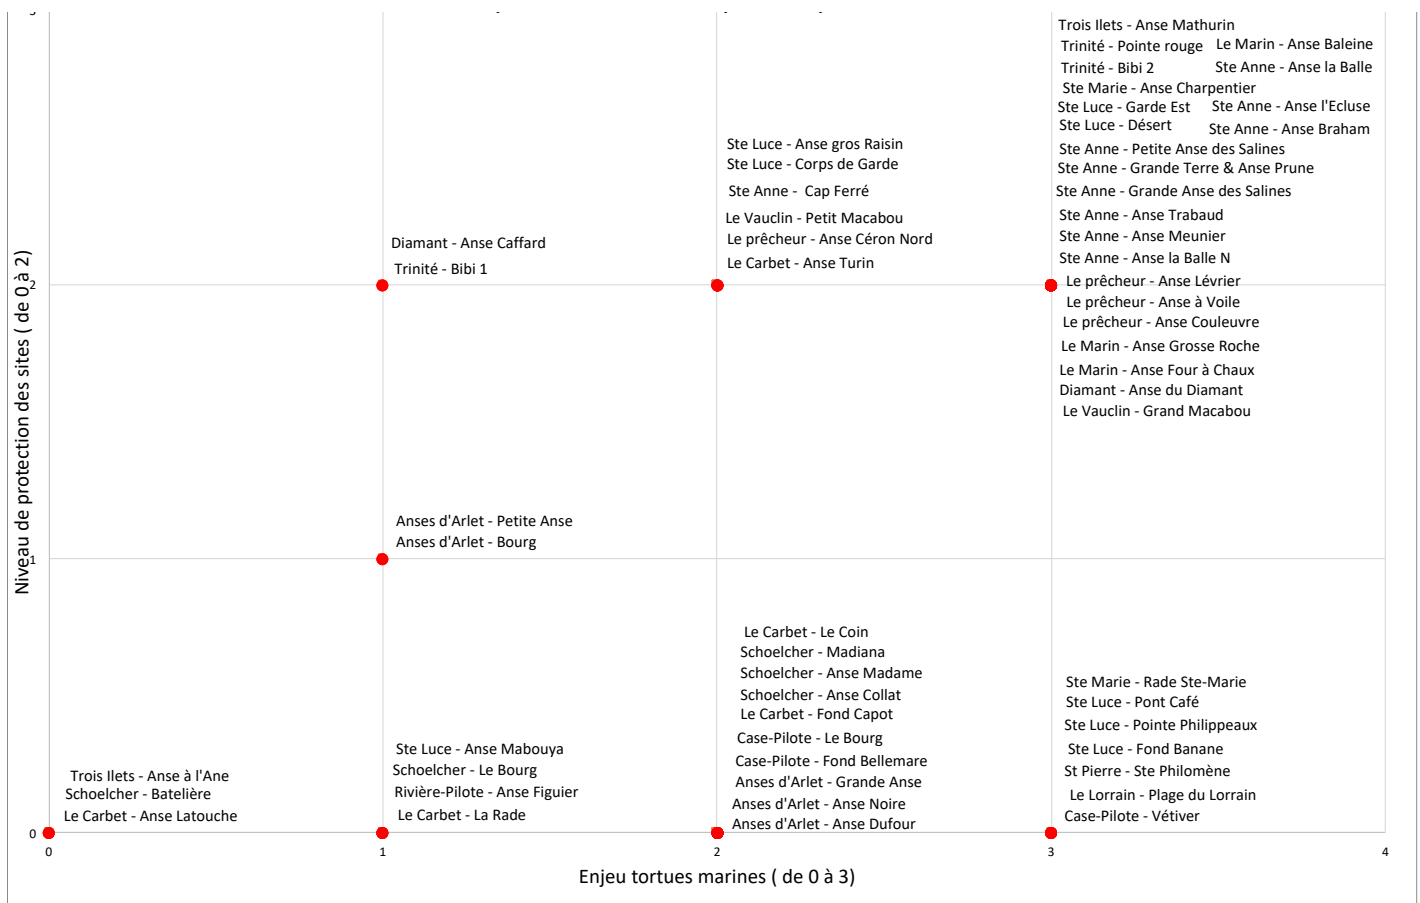 Trois Ilets - Anse Mathurin
Trinité - Pointe rouge
Le Marin - Anse Baleine
Trinité - Bibi 2
Ste Anne - Anse la Balle
Ste Marie - Anse Charpentier
Ste Luce - Garde Est
Ste Anne - Anse l'Ecluse
Ste Luce - Désert
Ste Anne - Anse Braham
Ste Anne - Petite Anse des Salines
Ste Anne - Grande Terre & Anse Prune
Ste Anne - Grande Anse des Salines
Ste Anne - Anse Trabaud
Ste Anne - Anse Meunier
Ste Anne - Anse la Balle N
Le prêcheur - Anse Lévrier
Le prêcheur - Anse à Voile
Le prêcheur - Anse Couleuvre
Le Marin - Anse Grosse Roche
Le Marin - Anse Four à Chaux
Diamant - Anse du Diamant
Le Vauclin - Grand Macabou
Ste Luce - Anse gros Raisin
Ste Luce - Corps de Garde
Ste Anne - Cap Ferré
Le Vauclin - Petit Macabou
Le prêcheur - Anse Céron Nord
Le Carbet - Anse Turin
Diamant - Anse Caffard
Trinité - Bibi 1
2
Niveau de protection des sites ( de 0 à 2)
Anses d'Arlet - Petite Anse
Anses d'Arlet - Bourg
1
Le Carbet - Le Coin
Schoelcher - Madiana
Schoelcher - Anse Madame
Schoelcher - Anse Collat
Le Carbet - Fond Capot
Case-Pilote - Le Bourg
Case-Pilote - Fond Bellemare
Anses d'Arlet - Grande Anse
Anses d'Arlet - Anse Noire
Anses d'Arlet - Anse Dufour
Ste Marie - Rade Ste-Marie
Ste Luce - Pont Café
Ste Luce - Pointe Philippeaux
Ste Luce - Fond Banane
St Pierre - Ste Philomène
Le Lorrain - Plage du Lorrain
Case-Pilote - Vétiver
Ste Luce - Anse Mabouya
Schoelcher - Le Bourg
Rivière-Pilote - Anse Figuier
Le Carbet - La Rade
Trois Ilets - Anse à l'Ane
Schoelcher - Batelière
Le Carbet - Anse Latouche
0
0 1 2 3 4
Enjeu tortues marines ( de 0 à 3)